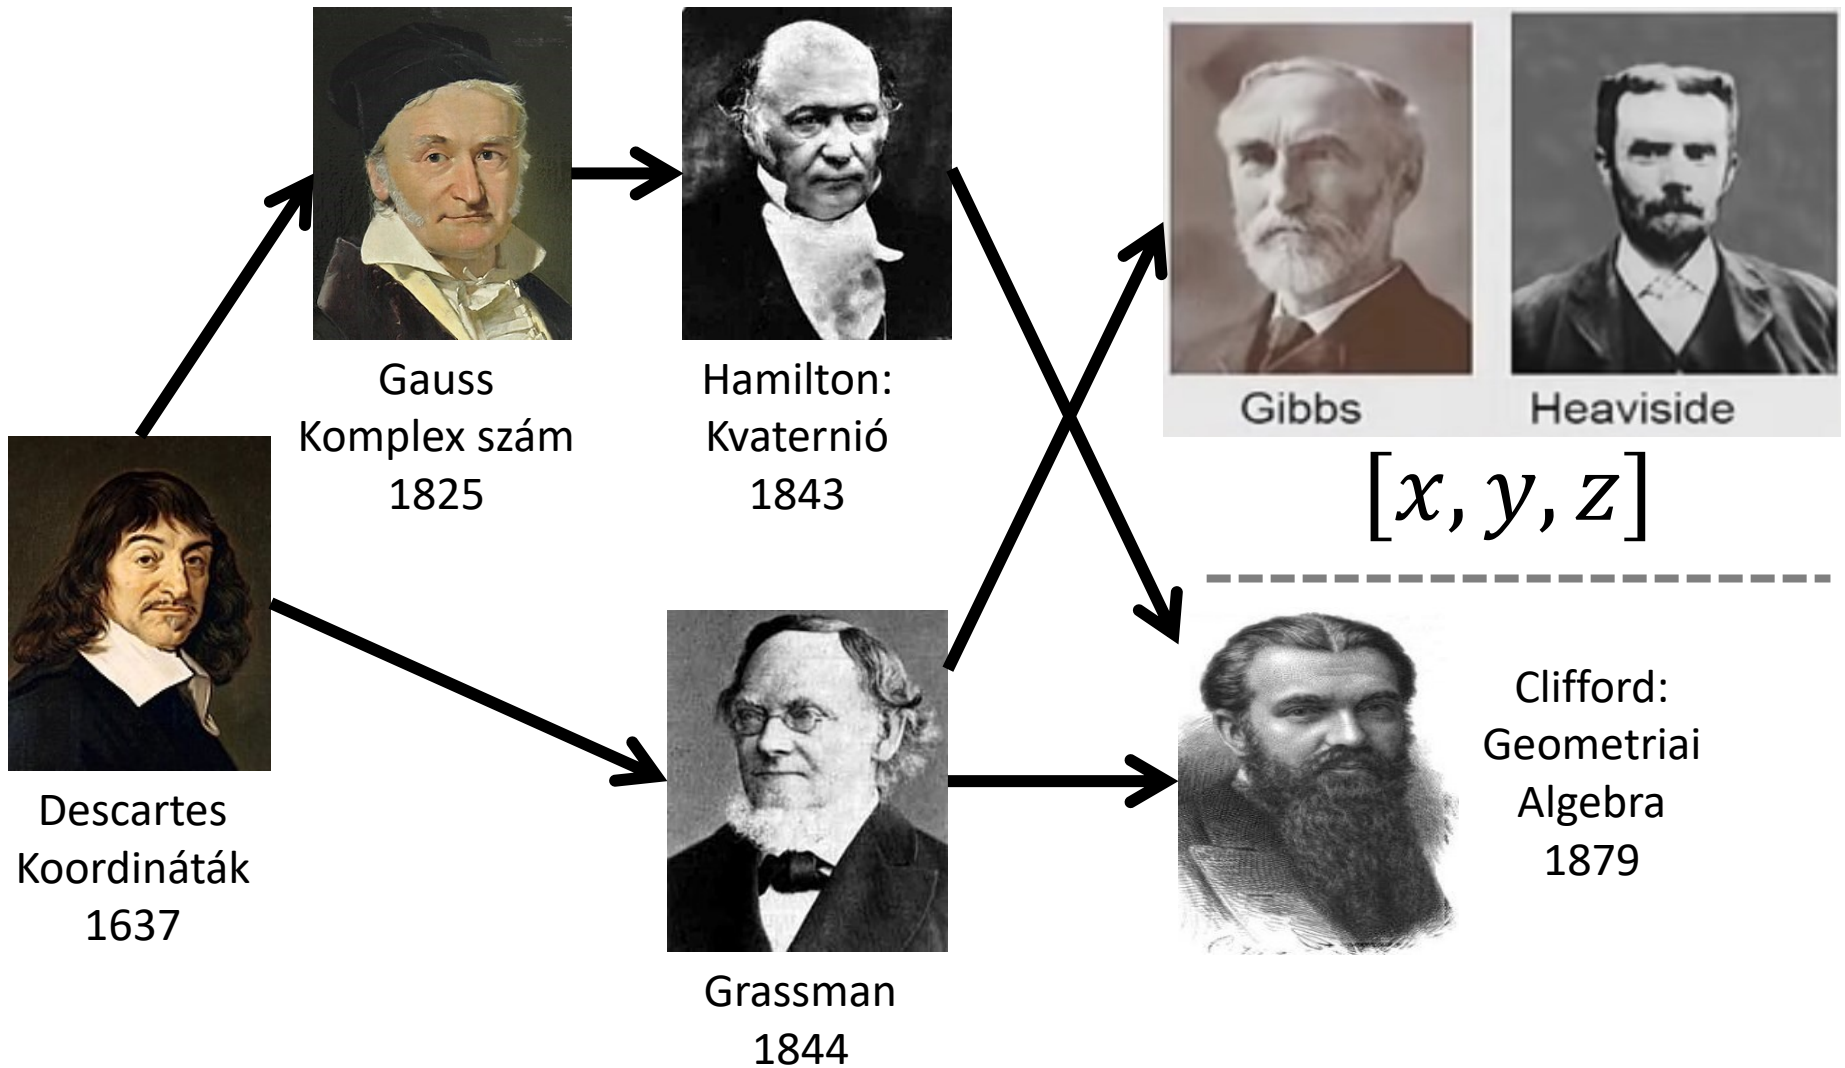 Gauss
Komplex szám
1825
Hamilton:
Kvaternió
1843
Gibbs
Heaviside
[x, y, z]
Descartes
Koordináták
1637
Clifford:
Geometriai
Algebra
1879
Grassman
1844